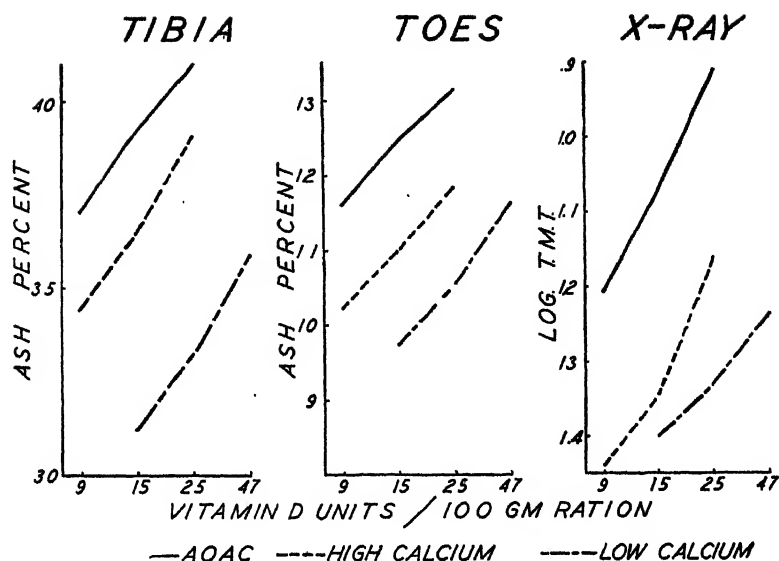 TIBIA
TOES
X-RAY
ASH PERCENT
40
35
30
9 15 25 47
ASH PERCENT
13
12
11
10
9
9 15 25 47
LOG. T.M.T.
.9
1.0
1.1
1.2
1.3
1.4
9 15 25 47
VITAMIN D UNITS / 100 GM RATION
AOAC
HIGH CALCIUM
LOW CALCIUM